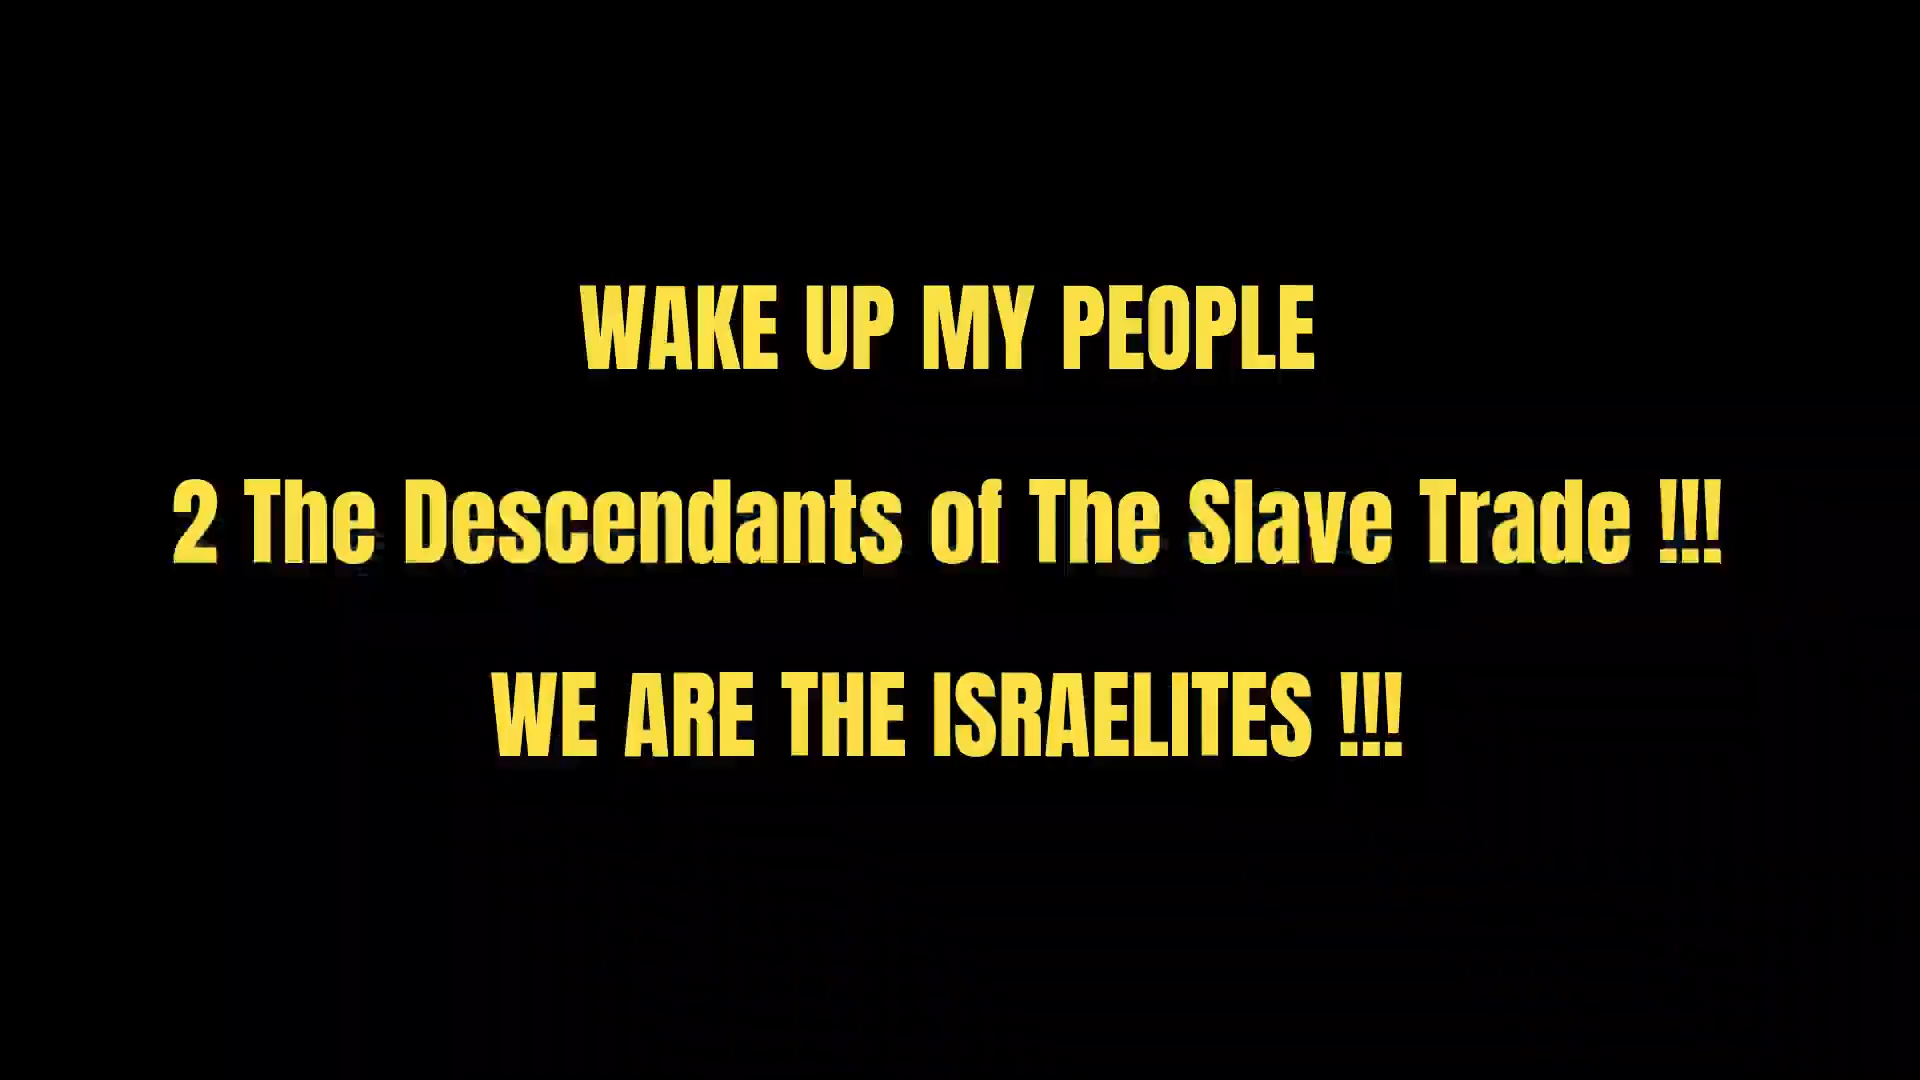 WAKE UP MY PEOPLE
2 The Descendants of The Slave Trade !!!
WE ARE THE ISRAELITES !!!